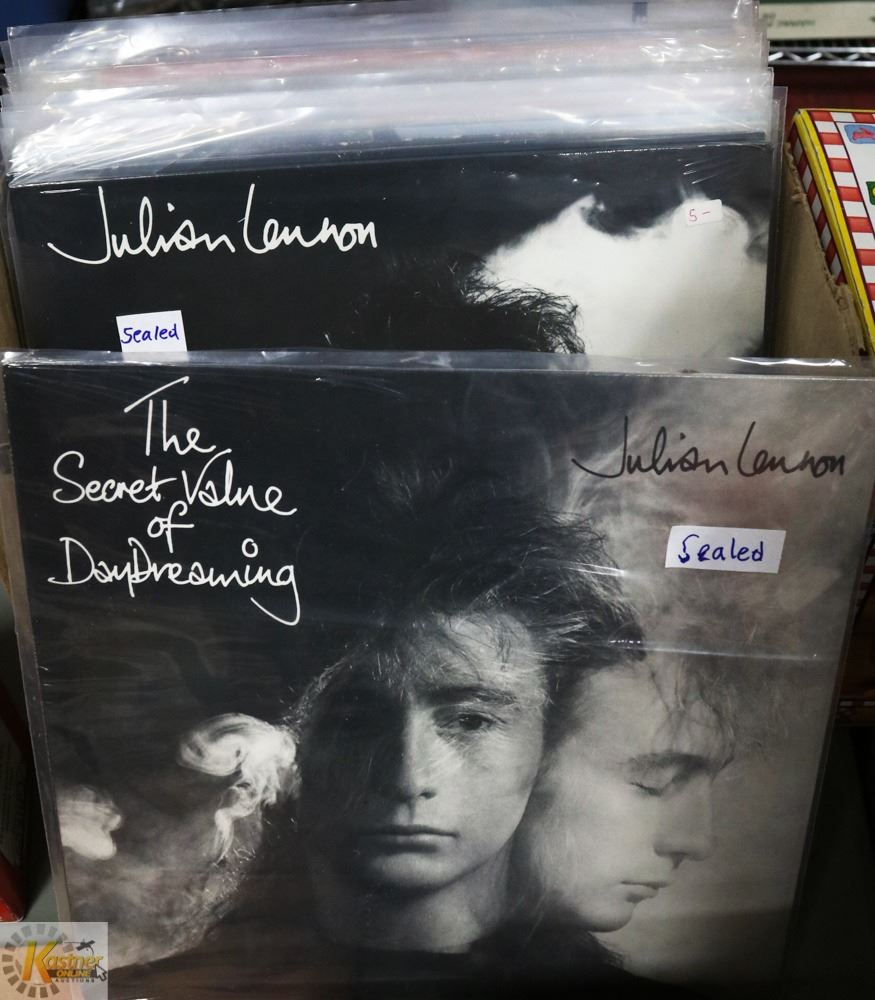 Julian Lennon
5-
Sealed
The
Secret Value
of
DayDreaming
Julian Lennon
Sealed
Kastner
ONLINE
AUCTIONS